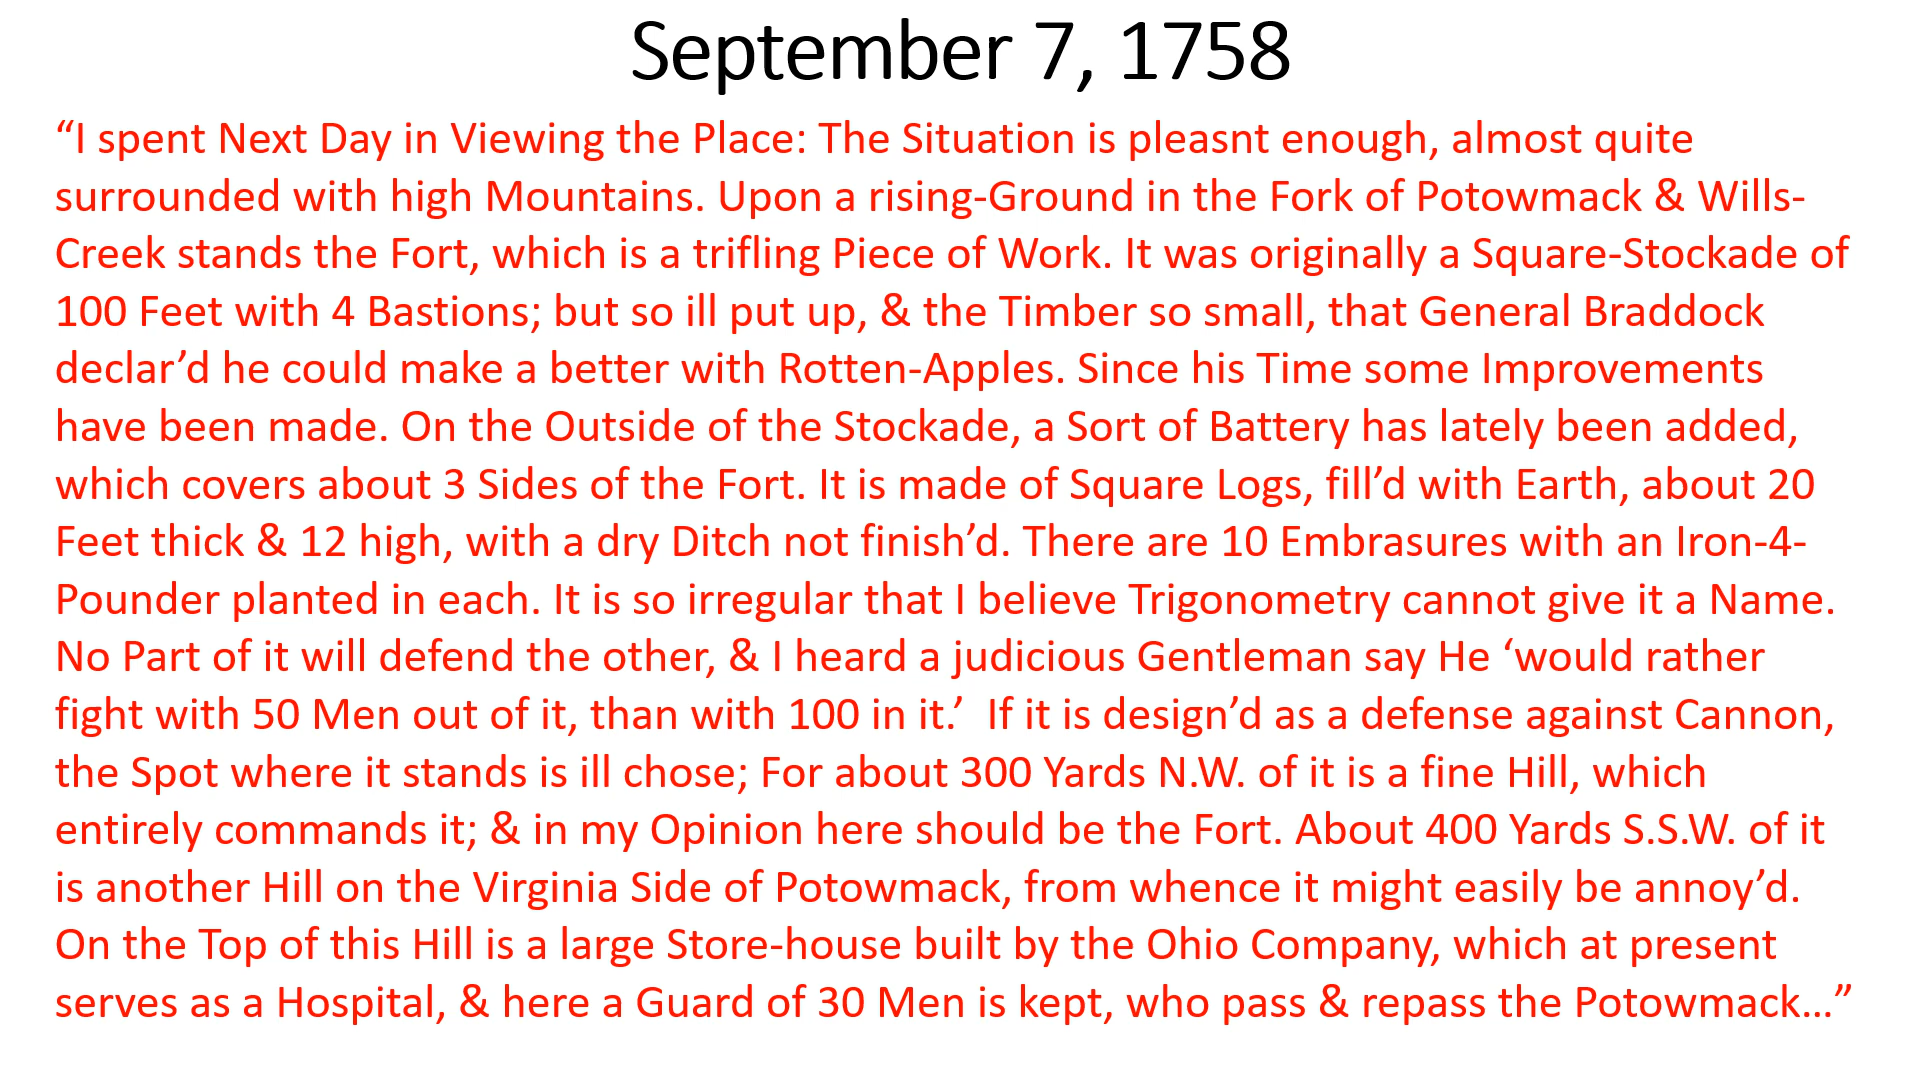 September 7, 1758
“I spent Next Day in Viewing the Place: The Situation is pleasnt enough, almost quite
surrounded with high Mountains. Upon a rising-Ground in the Fork of Potowmack & Wills-
Creek stands the Fort, which is a trifling Piece of Work. It was originally a Square-Stockade of
100 Feet with 4 Bastions; but so ill put up, & the Timber so small, that General Braddock
declar’d he could make a better with Rotten-Apples. Since his Time some Improvements
have been made. On the Outside of the Stockade, a Sort of Battery has lately been added,
which covers about 3 Sides of the Fort. It is made of Square Logs, fill’d with Earth, about 20
Feet thick & 12 high, with a dry Ditch not finish’d. There are 10 Embrasures with an Iron-4-
Pounder planted in each. It is so irregular that I believe Trigonometry cannot give it a Name.
No Part of it will defend the other, & I heard a judicious Gentleman say He ‘would rather
fight with 50 Men out of it, than with 100 in it.’  If it is design’d as a defense against Cannon,
the Spot where it stands is ill chose; For about 300 Yards N.W. of it is a fine Hill, which
entirely commands it; & in my Opinion here should be the Fort. About 400 Yards S.S.W. of it
is another Hill on the Virginia Side of Potowmack, from whence it might easily be annoy’d.
On the Top of this Hill is a large Store-house built by the Ohio Company, which at present
serves as a Hospital, & here a Guard of 30 Men is kept, who pass & repass the Potowmack…”